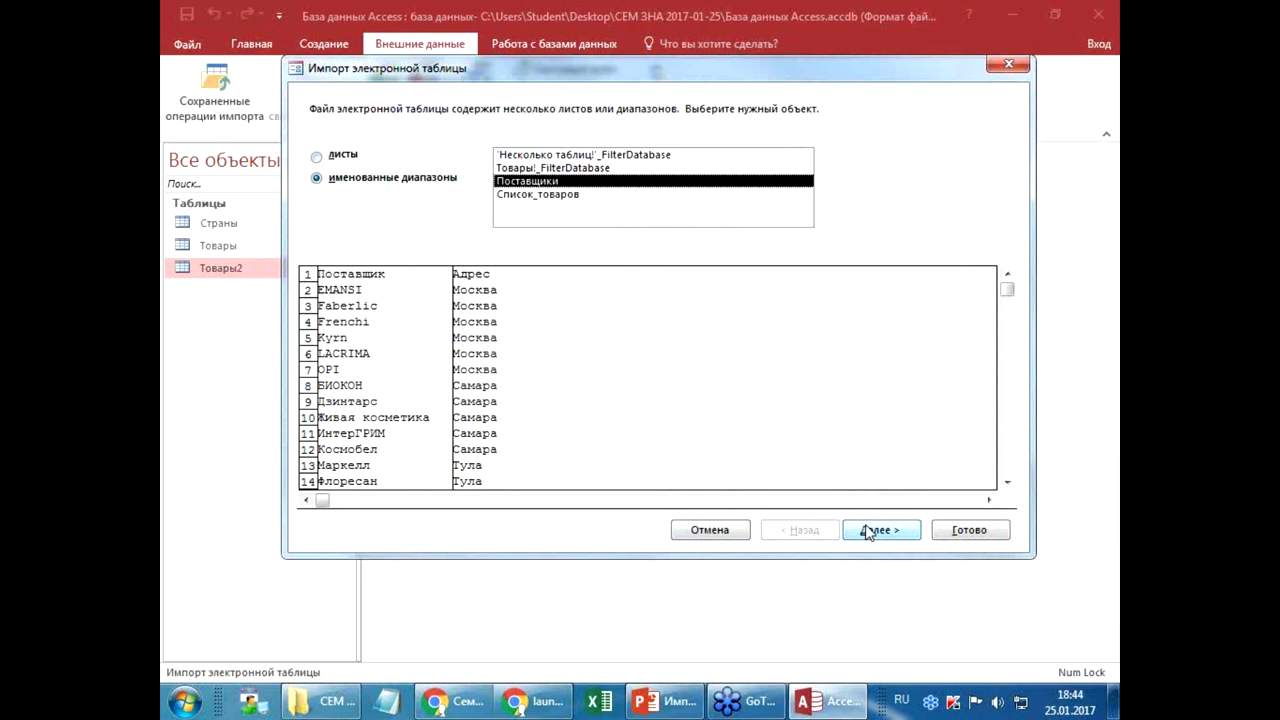 База данных Access : база данных- C:\Users\Student\Desktop\СЕМ ЗНА 2017-01-25\База данных Access.accdb (Формат фай...
Файл
Главная
Создание
Внешние данные
Работа с базами данных
Что вы хотите сделать?
Вход
Сохраненные
операции импорта
св
Все объекты
Поиск...
Таблицы
Страны
Товары
Товары2
Импорт электронной таблицы
Файл электронной таблицы содержит несколько листов или диапазонов. Выберите нужный объект.
листы
именованные диапазоны
'Несколько таблиц!'_FilterDatabase
Товары!_FilterDatabase
Поставщики
Список_товаров
1 Поставщик Адрес
2 EMANSI Москва
3 Faberlic Москва
4 Frenchi Москва
5 Kyrn Москва
6 LACRIMA Москва
7 OPI Москва
8 БИОКОН Самара
9 Дзинтарс Самара
10 Живая косметика Самара
11 ИнтерГРИМ Самара
12 Космобел Самара
13 Маркелл Тула
14 Флоресан Тула
Отмена
< Назад
Далее >
Готово
Импорт электронной таблицы
Num Lock
СЕМ ...
Сем...
laun...
Имп...
GoT...
Acce...
RU
18:44
25.01.2017